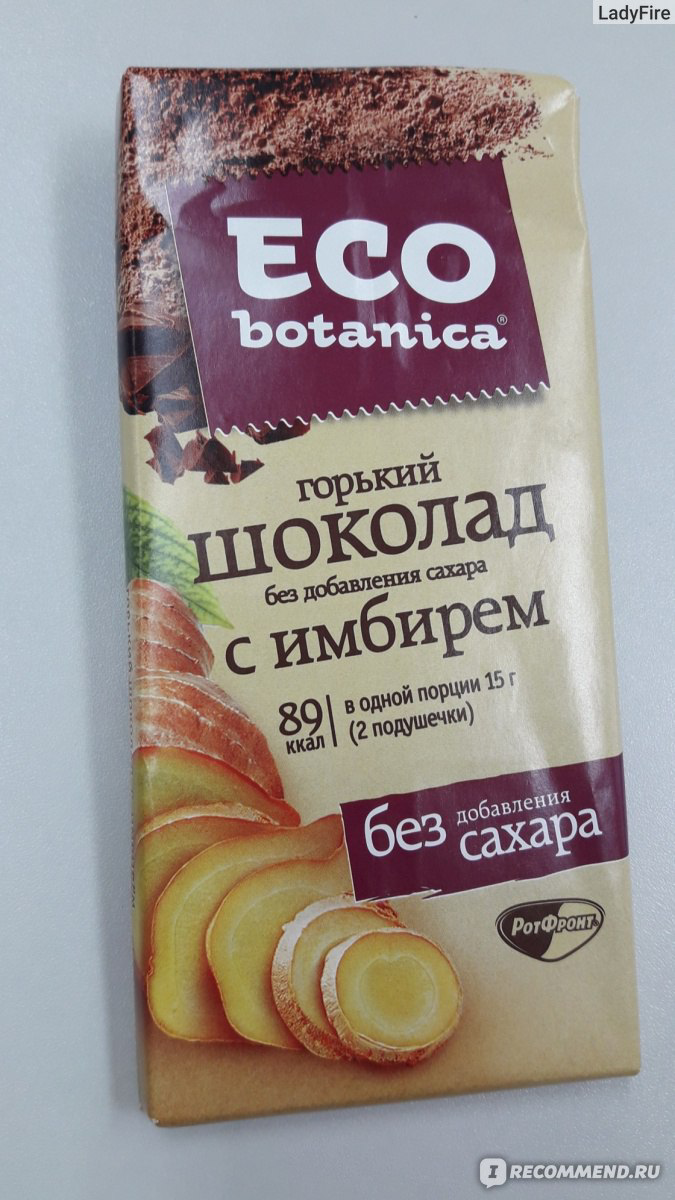 LadyFire
ECO
botanica®
горький
шоколад
без добавления сахара
с имбирем
89 ккал
в одной порции 15 г
(2 подушечки)
без добавления
сахара
РотФронт®
IRECOMMEND.RU